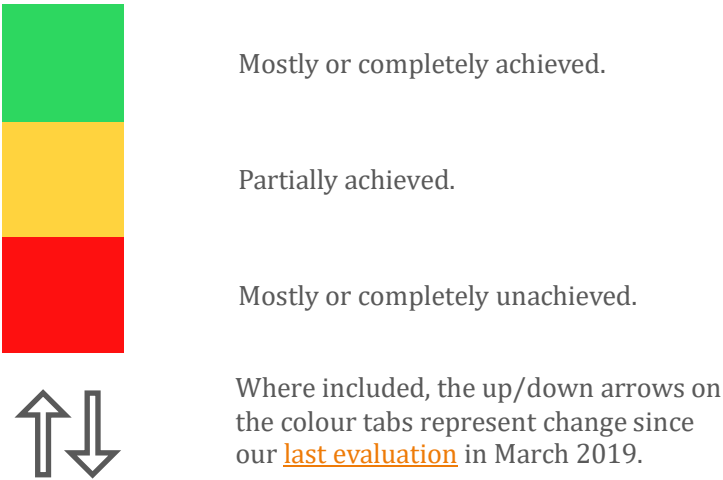 Mostly or completely achieved.
Partially achieved.
Mostly or completely unachieved.
Where included, the up/down arrows on
the colour tabs represent change since
our last evaluation in March 2019.